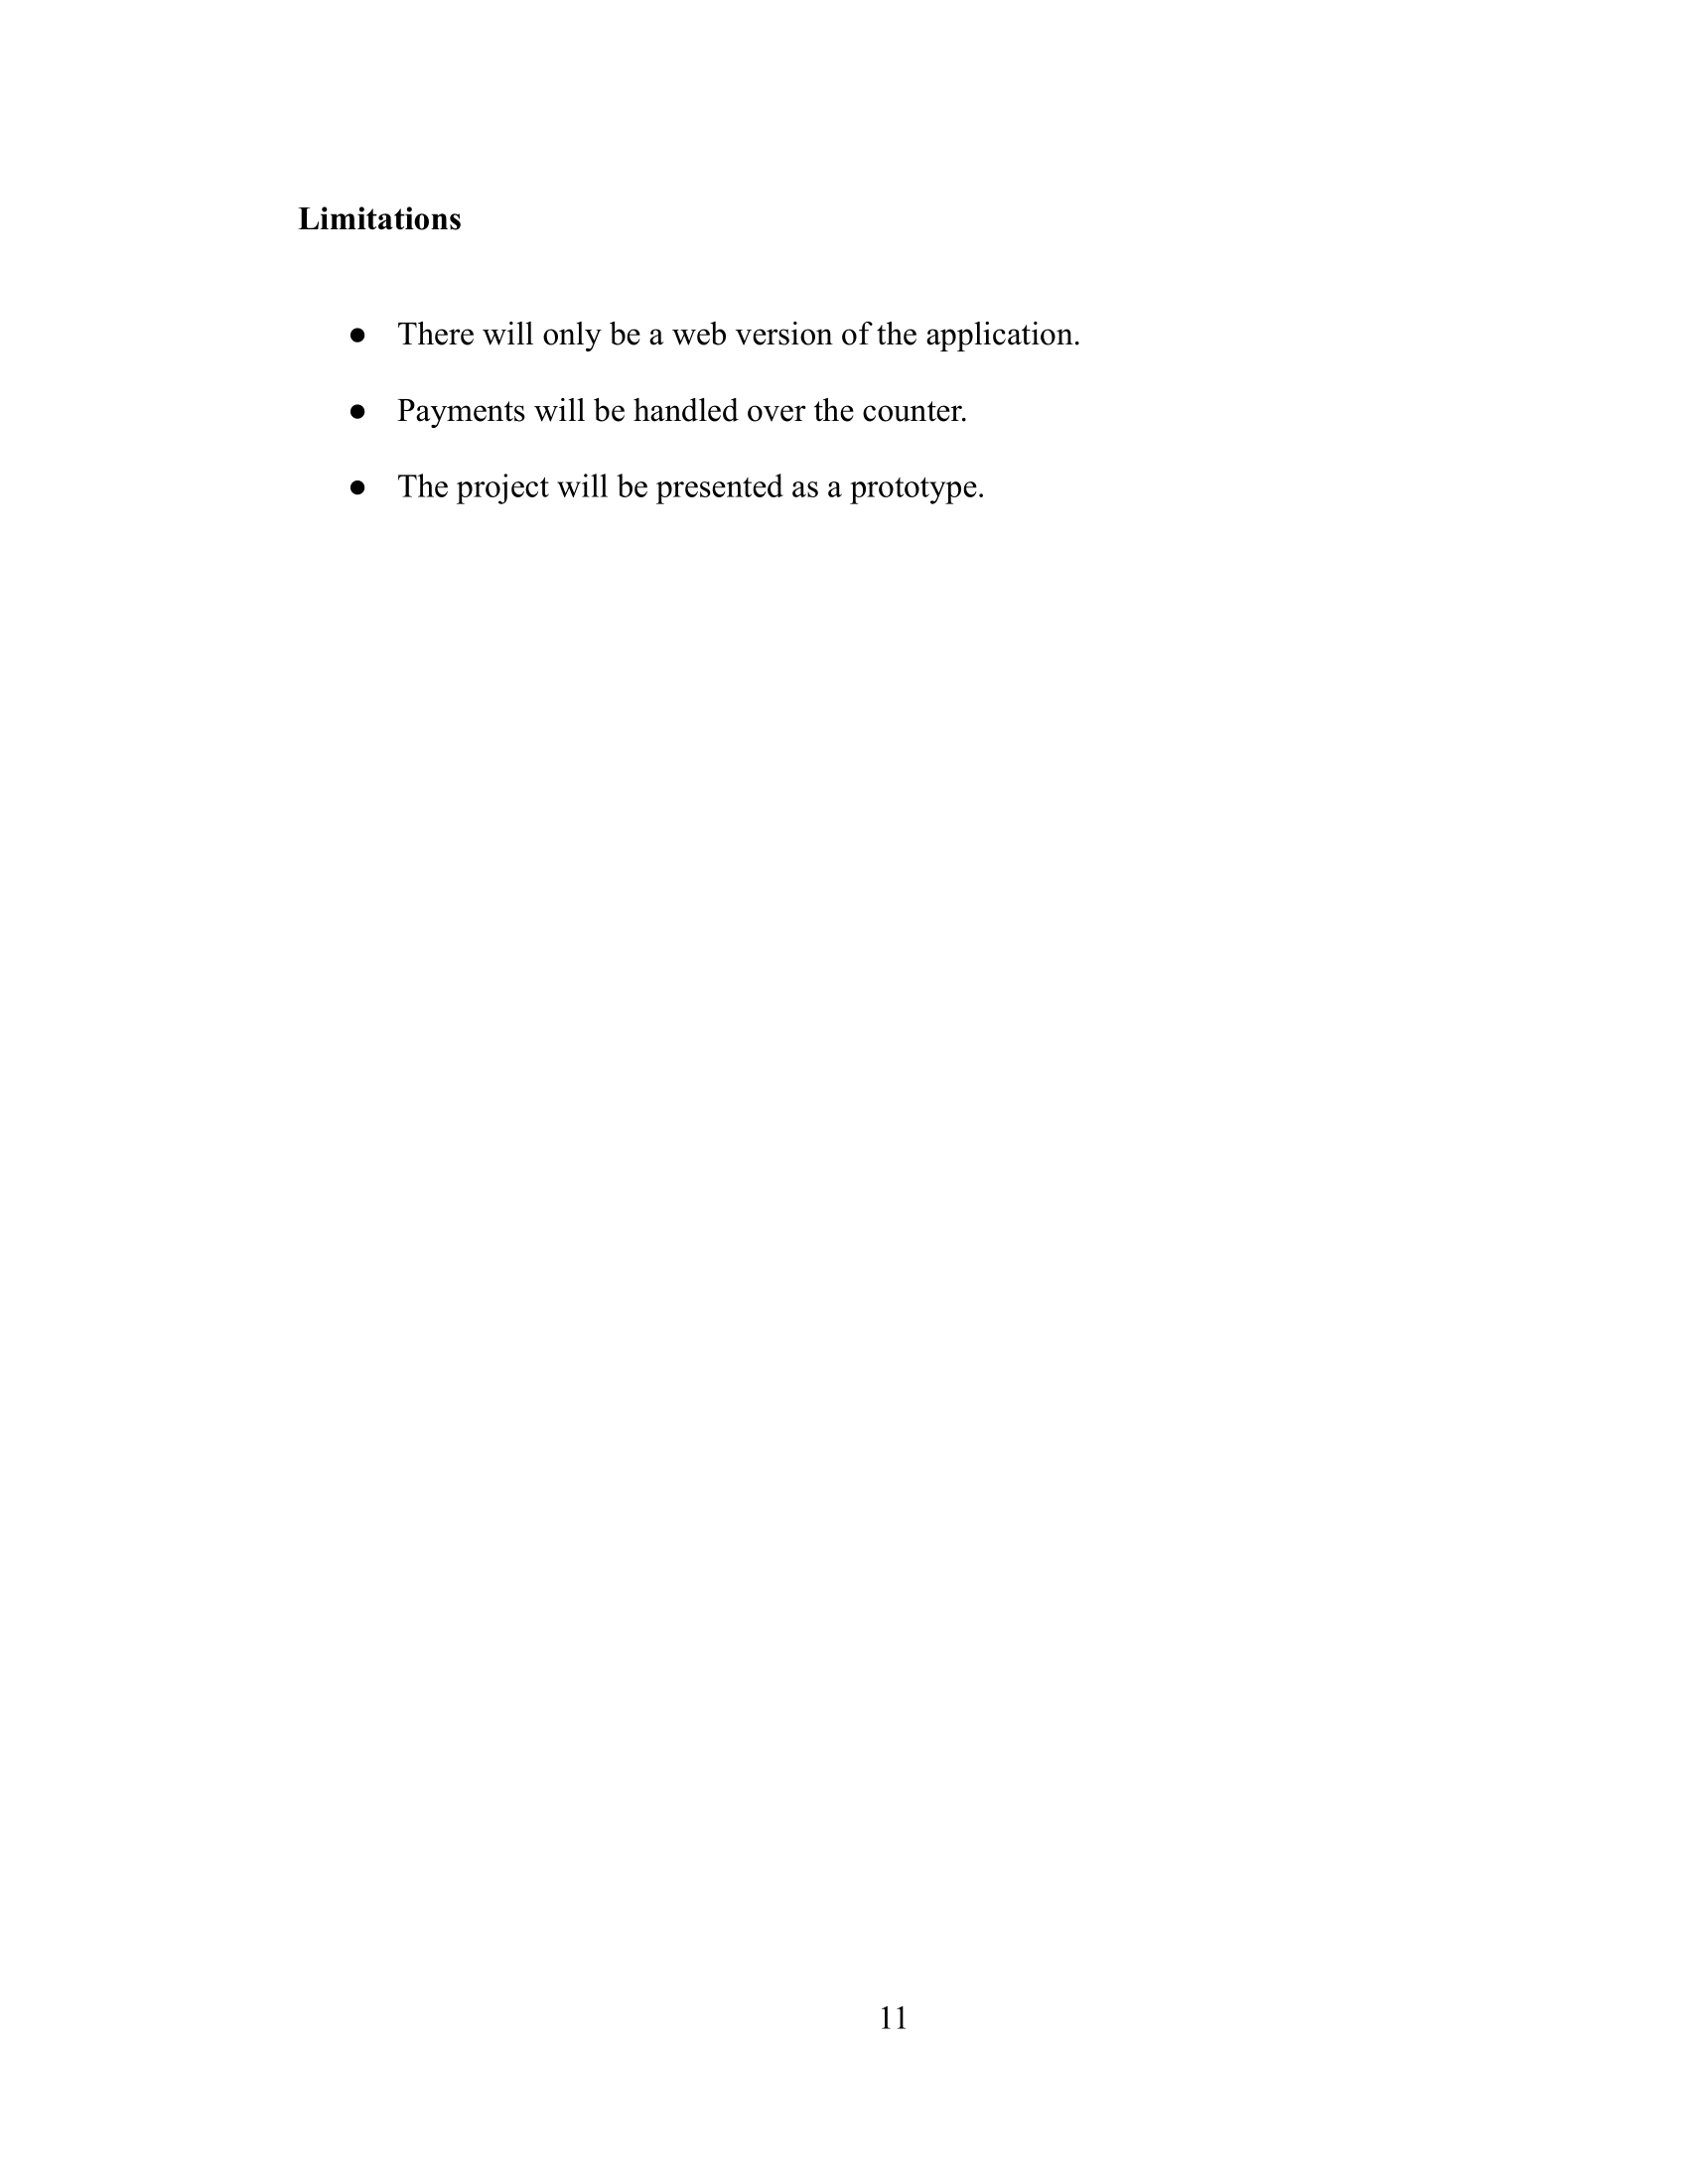 Limitations
● There will only be a web version of the application.
● Payments will be handled over the counter.
● The project will be presented as a prototype.
11